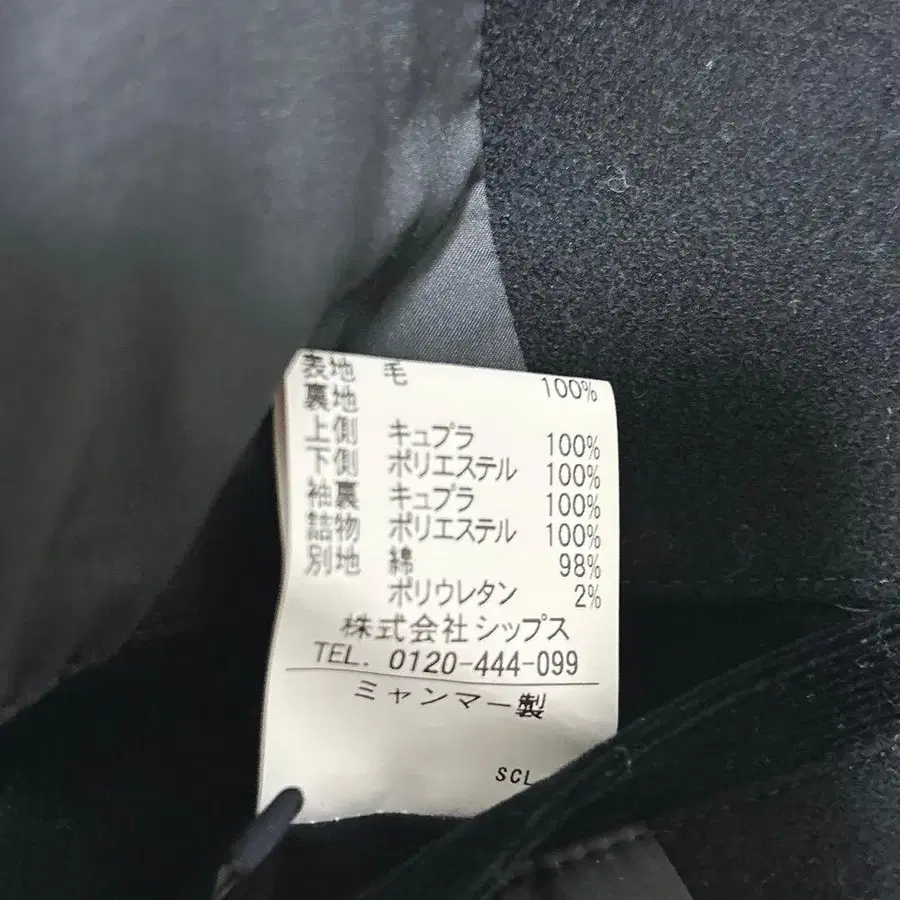 表地 毛 100%
裏地
上側 キュプラ 100%
下側 ポリエステル 100%
袖裏 キュプラ 100%
詰物 ポリエステル 100%
別地 綿 98%
ポリウレタン 2%
株式会社シップス
TEL. 0120-444-099
ミャンマー製
SCL